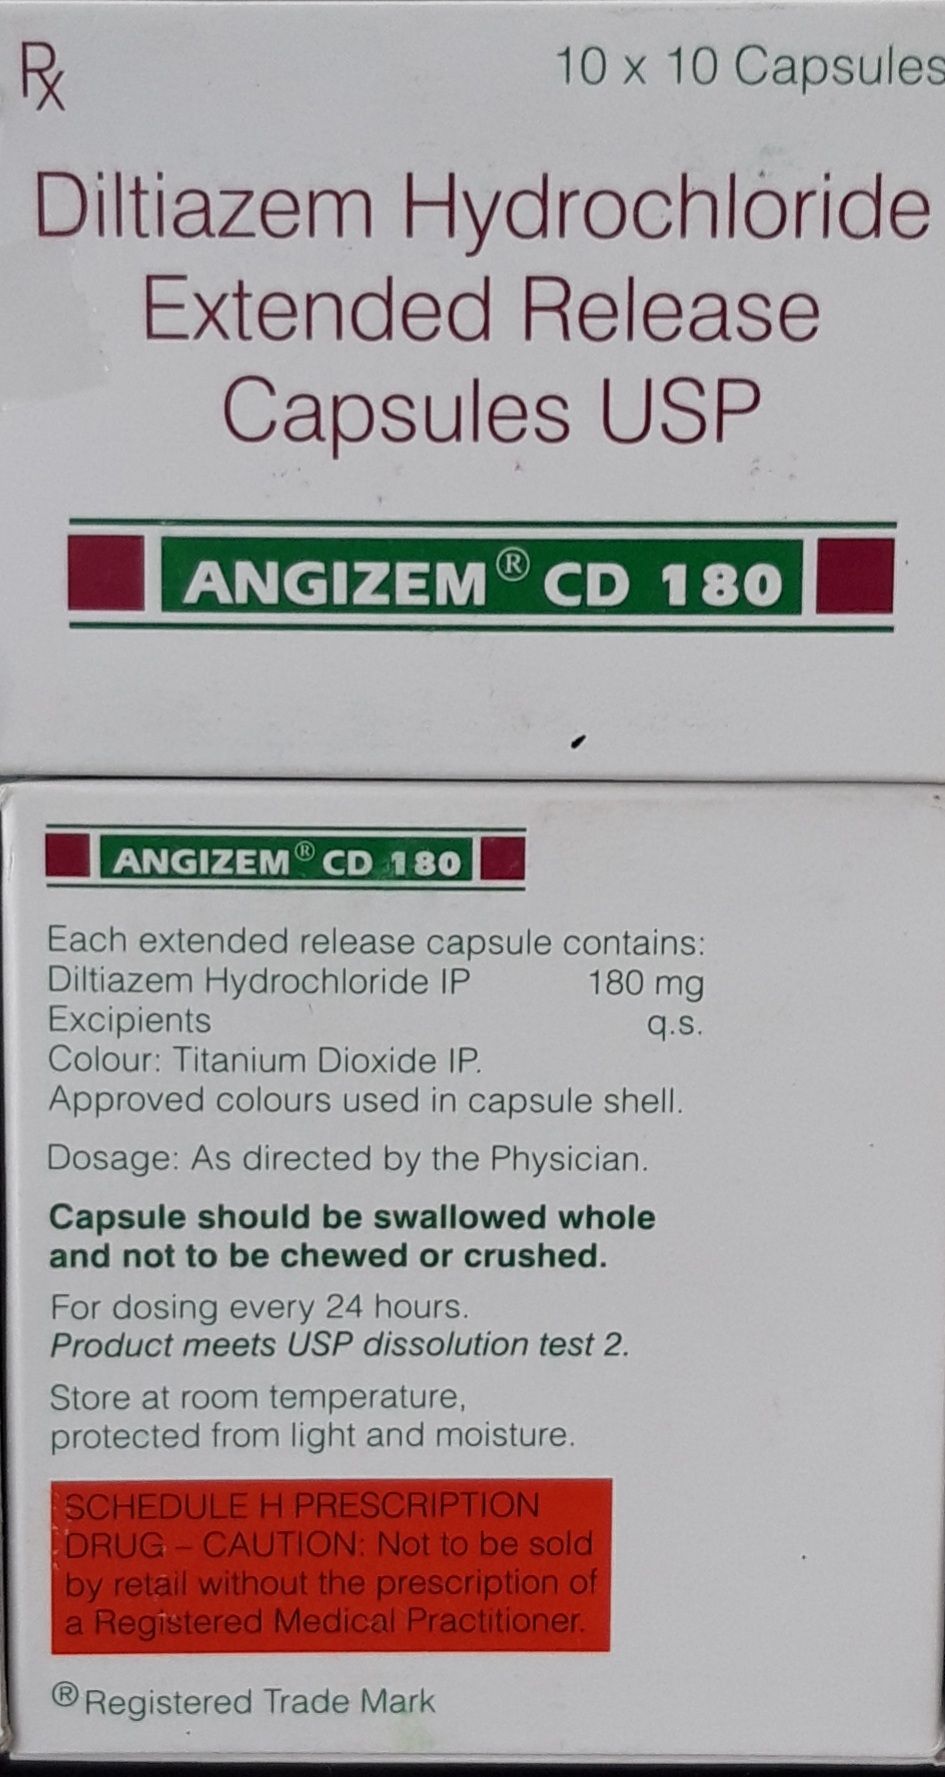 Rx
10 x 10 Capsules
Diltiazem Hydrochloride
Extended Release
Capsules USP
ANGIZEM® CD 180
ANGIZEM® CD 180
Each extended release capsule contains:
Diltiazem Hydrochloride IP 180 mg
Excipients q.s.
Colour: Titanium Dioxide IP.
Approved colours used in capsule shell.
Dosage: As directed by the Physician.
Capsule should be swallowed whole
and not to be chewed or crushed.
For dosing every 24 hours.
Product meets USP dissolution test 2.
Store at room temperature,
protected from light and moisture.
SCHEDULE H PRESCRIPTION
DRUG – CAUTION: Not to be sold
by retail without the prescription of
a Registered Medical Practitioner.
® Registered Trade Mark